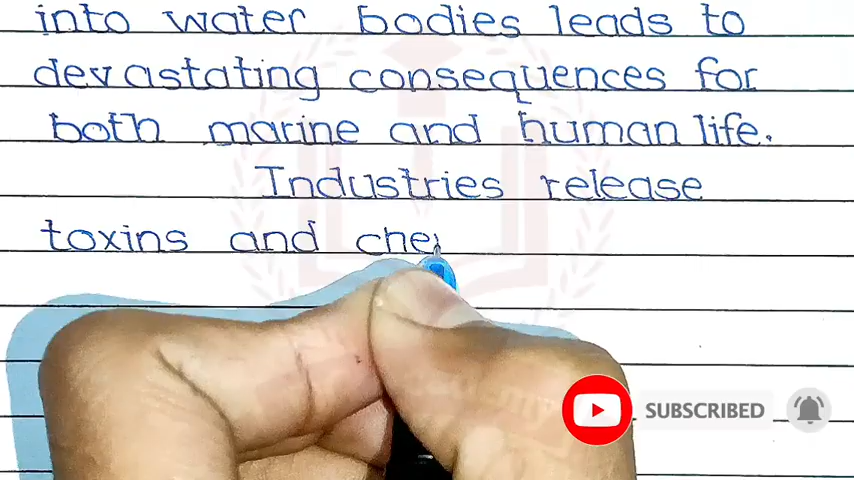 into water bodies leads to
devastating consequences for
both marine and human life.
Industries release
toxins and che
SUBSCRIBED